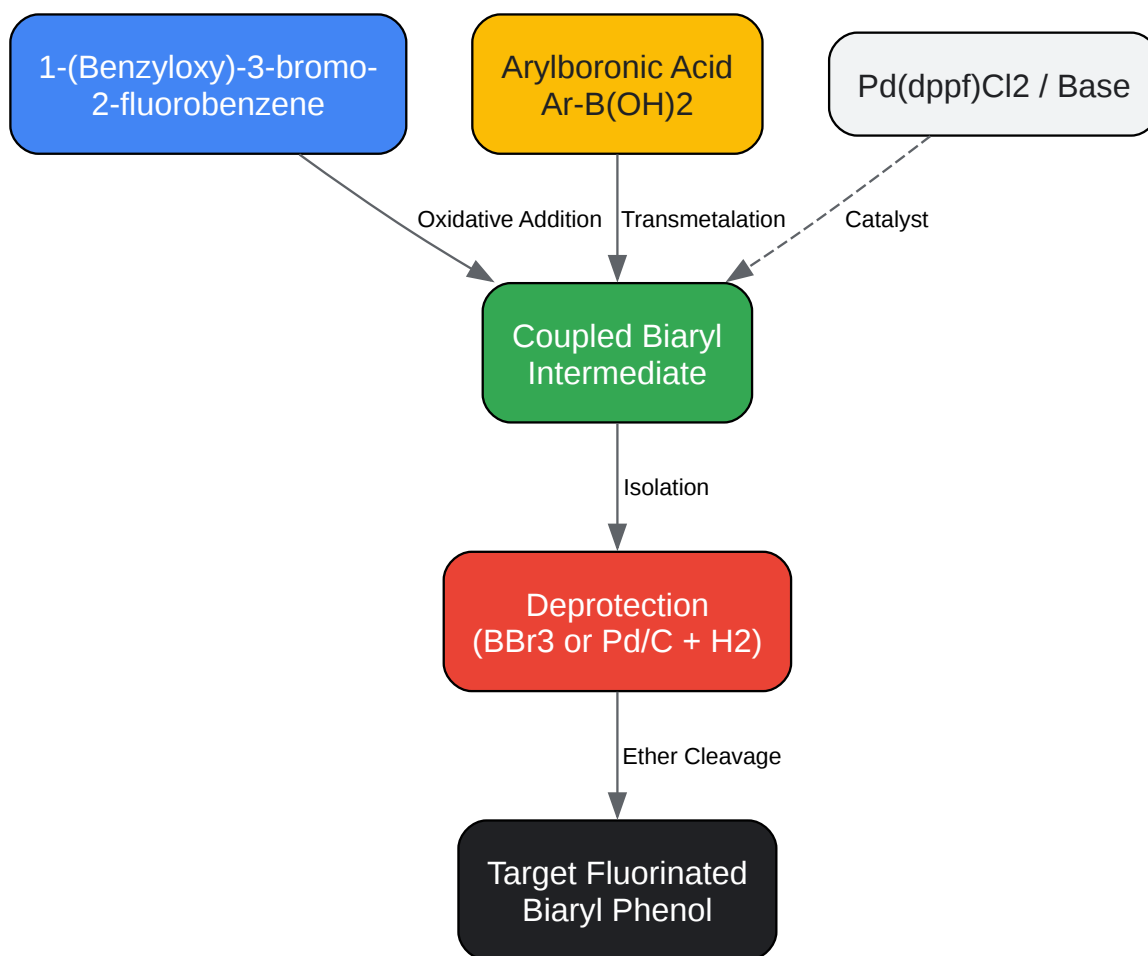 1-(Benzyloxy)-3-bromo-
2-fluorobenzene
Arylboronic Acid
Ar-B(OH)2
Pd(dppf)Cl2 / Base
Oxidative Addition
Transmetalation
Catalyst
Coupled Biaryl
Intermediate
Isolation
Deprotection
(BBr3 or Pd/C + H2)
Ether Cleavage
Target Fluorinated
Biaryl Phenol